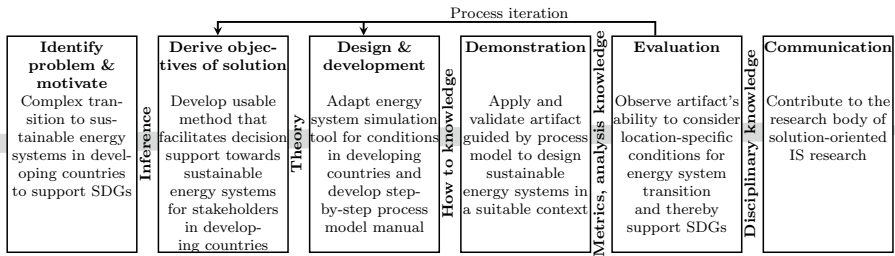 Process iteration
Identify
problem &
motivate
Complex tran-
sition to sus-
tainable energy
systems in devel-
oping countries
to support SDGs
Inference
Derive objec-
tives of solution
Develop usable
method that
facilitates decision
support towards
sustainable
energy systems
for stakeholders
in develop-
ing countries
Theory
Design &
development
Adapt energy
system simulation
tool for conditions
in developing
countries and
develop step-
by-step process
model manual
How to knowledge
Demonstration
Apply and
validate artifact
guided by process
model to design
sustainable
energy systems in
a suitable context
Metrics, analysis knowledge
Evaluation
Observe artifact's
ability to consider
location-specific
conditions for
energy system
transition
and thereby
support SDGs
Disciplinary knowledge
Communication
Contribute to the
research body of
solution-oriented
IS research